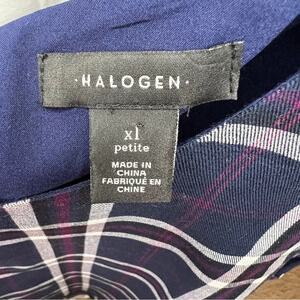 · HALOGEN ·
xl
petite
MADE IN
CHINA
FABRIQUÉ EN
CHINE